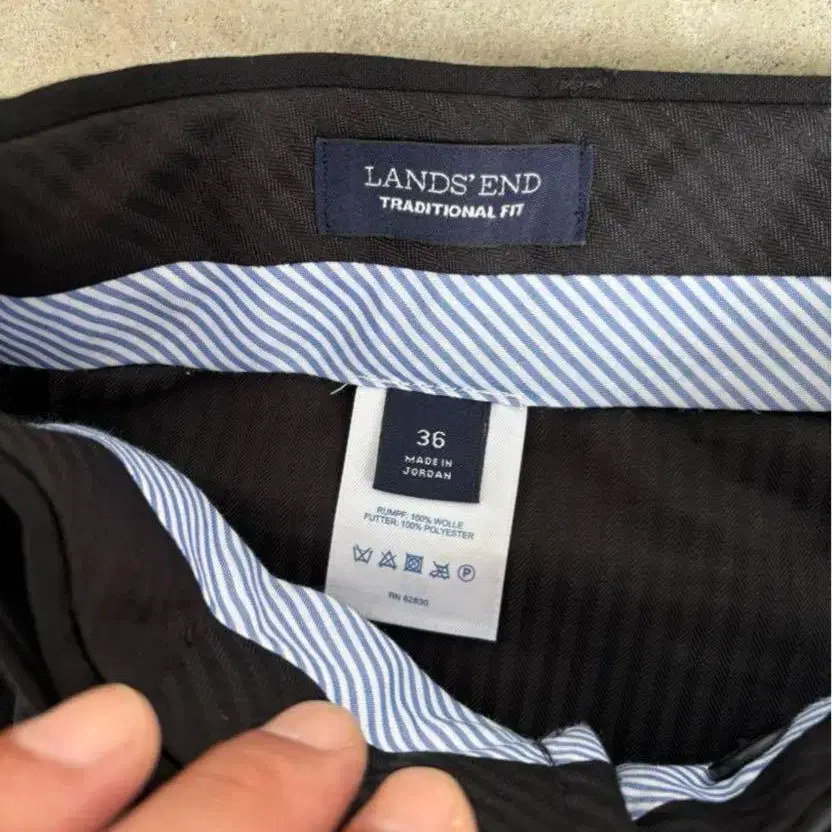 LANDS' END
TRADITIONAL FIT
36
MADE IN
JORDAN
RUMPF: 100% WOLLE
FUTTER: 100% POLYESTER
P
RN 62830